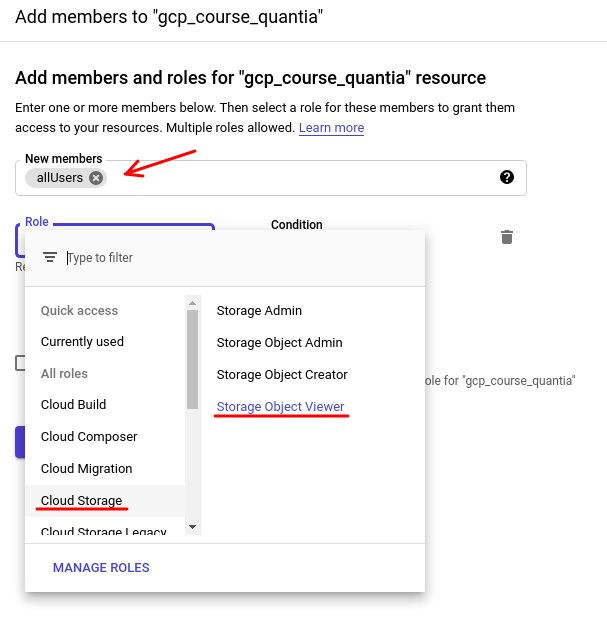 Add members to "gcp_course_quantia"
Add members and roles for "gcp_course_quantia" resource
Enter one or more members below. Then select a role for these members to grant them
access to your resources. Multiple roles allowed. Learn more
New members
allUsers
Role
Condition
Type to filter
Quick access
Currently used
All roles
Cloud Build
Cloud Composer
Cloud Migration
Cloud Storage
Cloud Storage Legacy
Storage Admin
Storage Object Admin
Storage Object Creator
Storage Object Viewer
for "gcp_course_quantia"
MANAGE ROLES